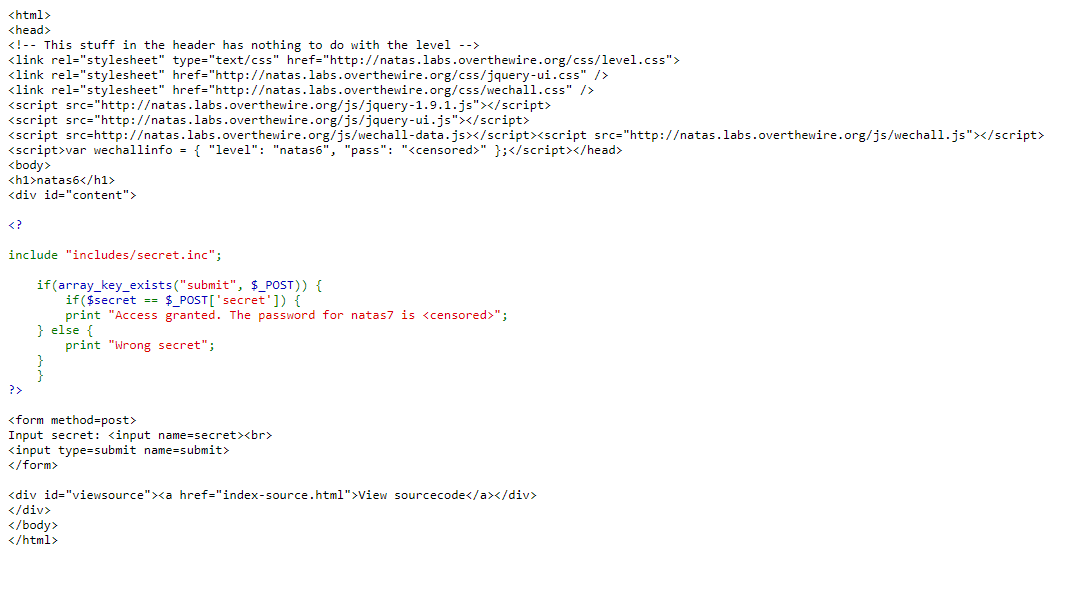 <html>
<head>
<!-- This stuff in the header has nothing to do with the level -->
<link rel="stylesheet" type="text/css" href="http://natas.labs.overthewire.org/css/level.css">
<link rel="stylesheet" href="http://natas.labs.overthewire.org/css/jquery-ui.css" />
<link rel="stylesheet" href="http://natas.labs.overthewire.org/css/wechall.css" />
<script src="http://natas.labs.overthewire.org/js/jquery-1.9.1.js"></script>
<script src="http://natas.labs.overthewire.org/js/jquery-ui.js"></script>
<script src=http://natas.labs.overthewire.org/js/wechall-data.js></script><script src="http://natas.labs.overthewire.org/js/wechall.js"></script>
<script>var wechallinfo = { "level": "natas6", "pass": "<censored>" };</script></head>
<body>
<h1>natas6</h1>
<div id="content">
<?
include "includes/secret.inc";
if(array_key_exists("submit", $_POST)) {
if($secret == $_POST['secret']) {
print "Access granted. The password for natas7 is <censored>";
} else {
print "Wrong secret";
}
}
?>
<form method=post>
Input secret: <input name=secret><br>
<input type=submit name=submit>
</form>
<div id="viewsource"><a href="index-source.html">View sourcecode</a></div>
</div>
</body>
</html>